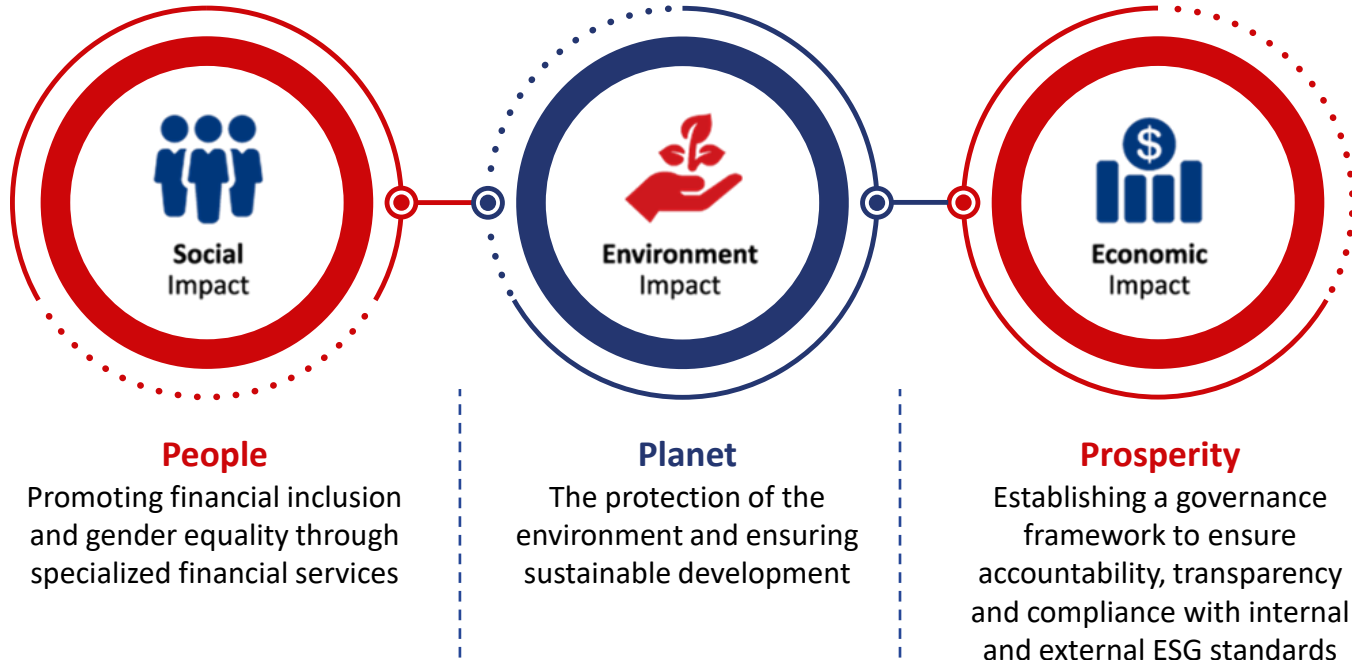 $
Social
Impact
Environment
Impact
Economic
Impact
People
Promoting financial inclusion
and gender equality through
specialized financial services
Planet
The protection of the
environment and ensuring
sustainable development
Prosperity
Establishing a governance
framework to ensure
accountability, transparency
and compliance with internal
and external ESG standards